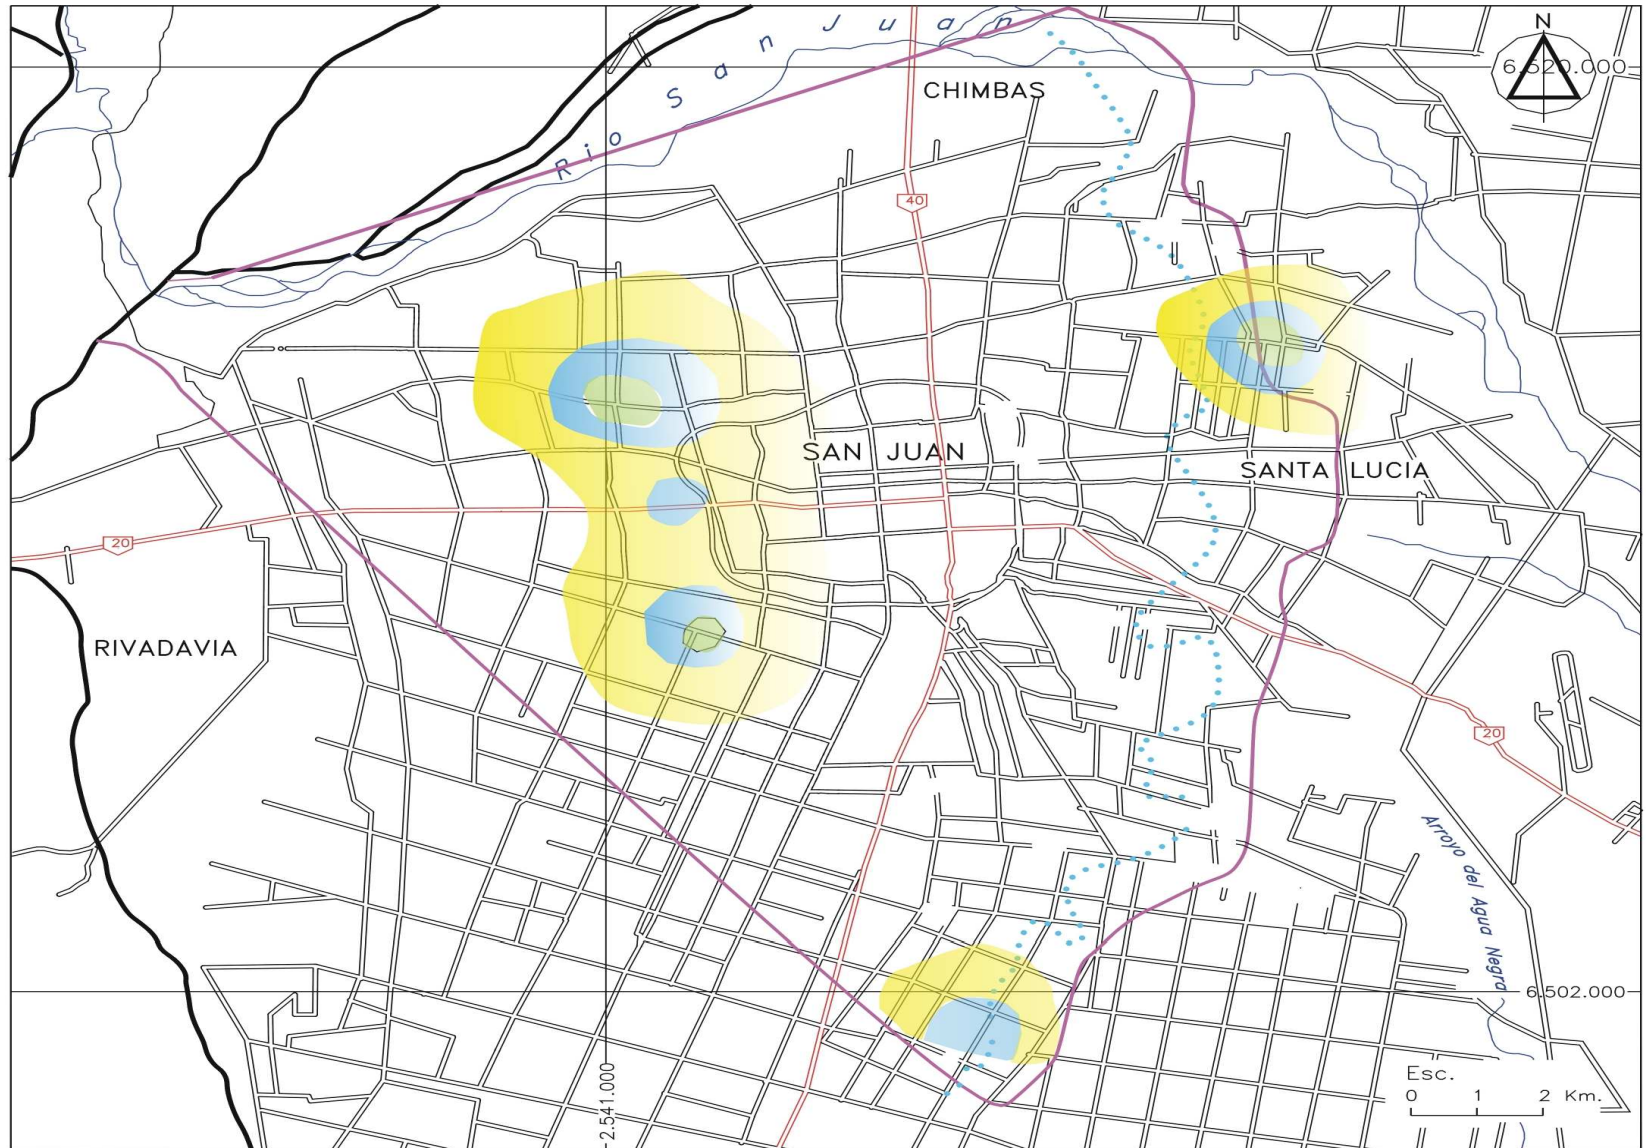 Rio San Juan
N
6.520.000
CHIMBAS
40
SAN JUAN
SANTA LUCIA
20
RIVADAVIA
20
Arroyo del Agua Negra
6.502.000
2.541.000
Esc.
0 1 2 Km.